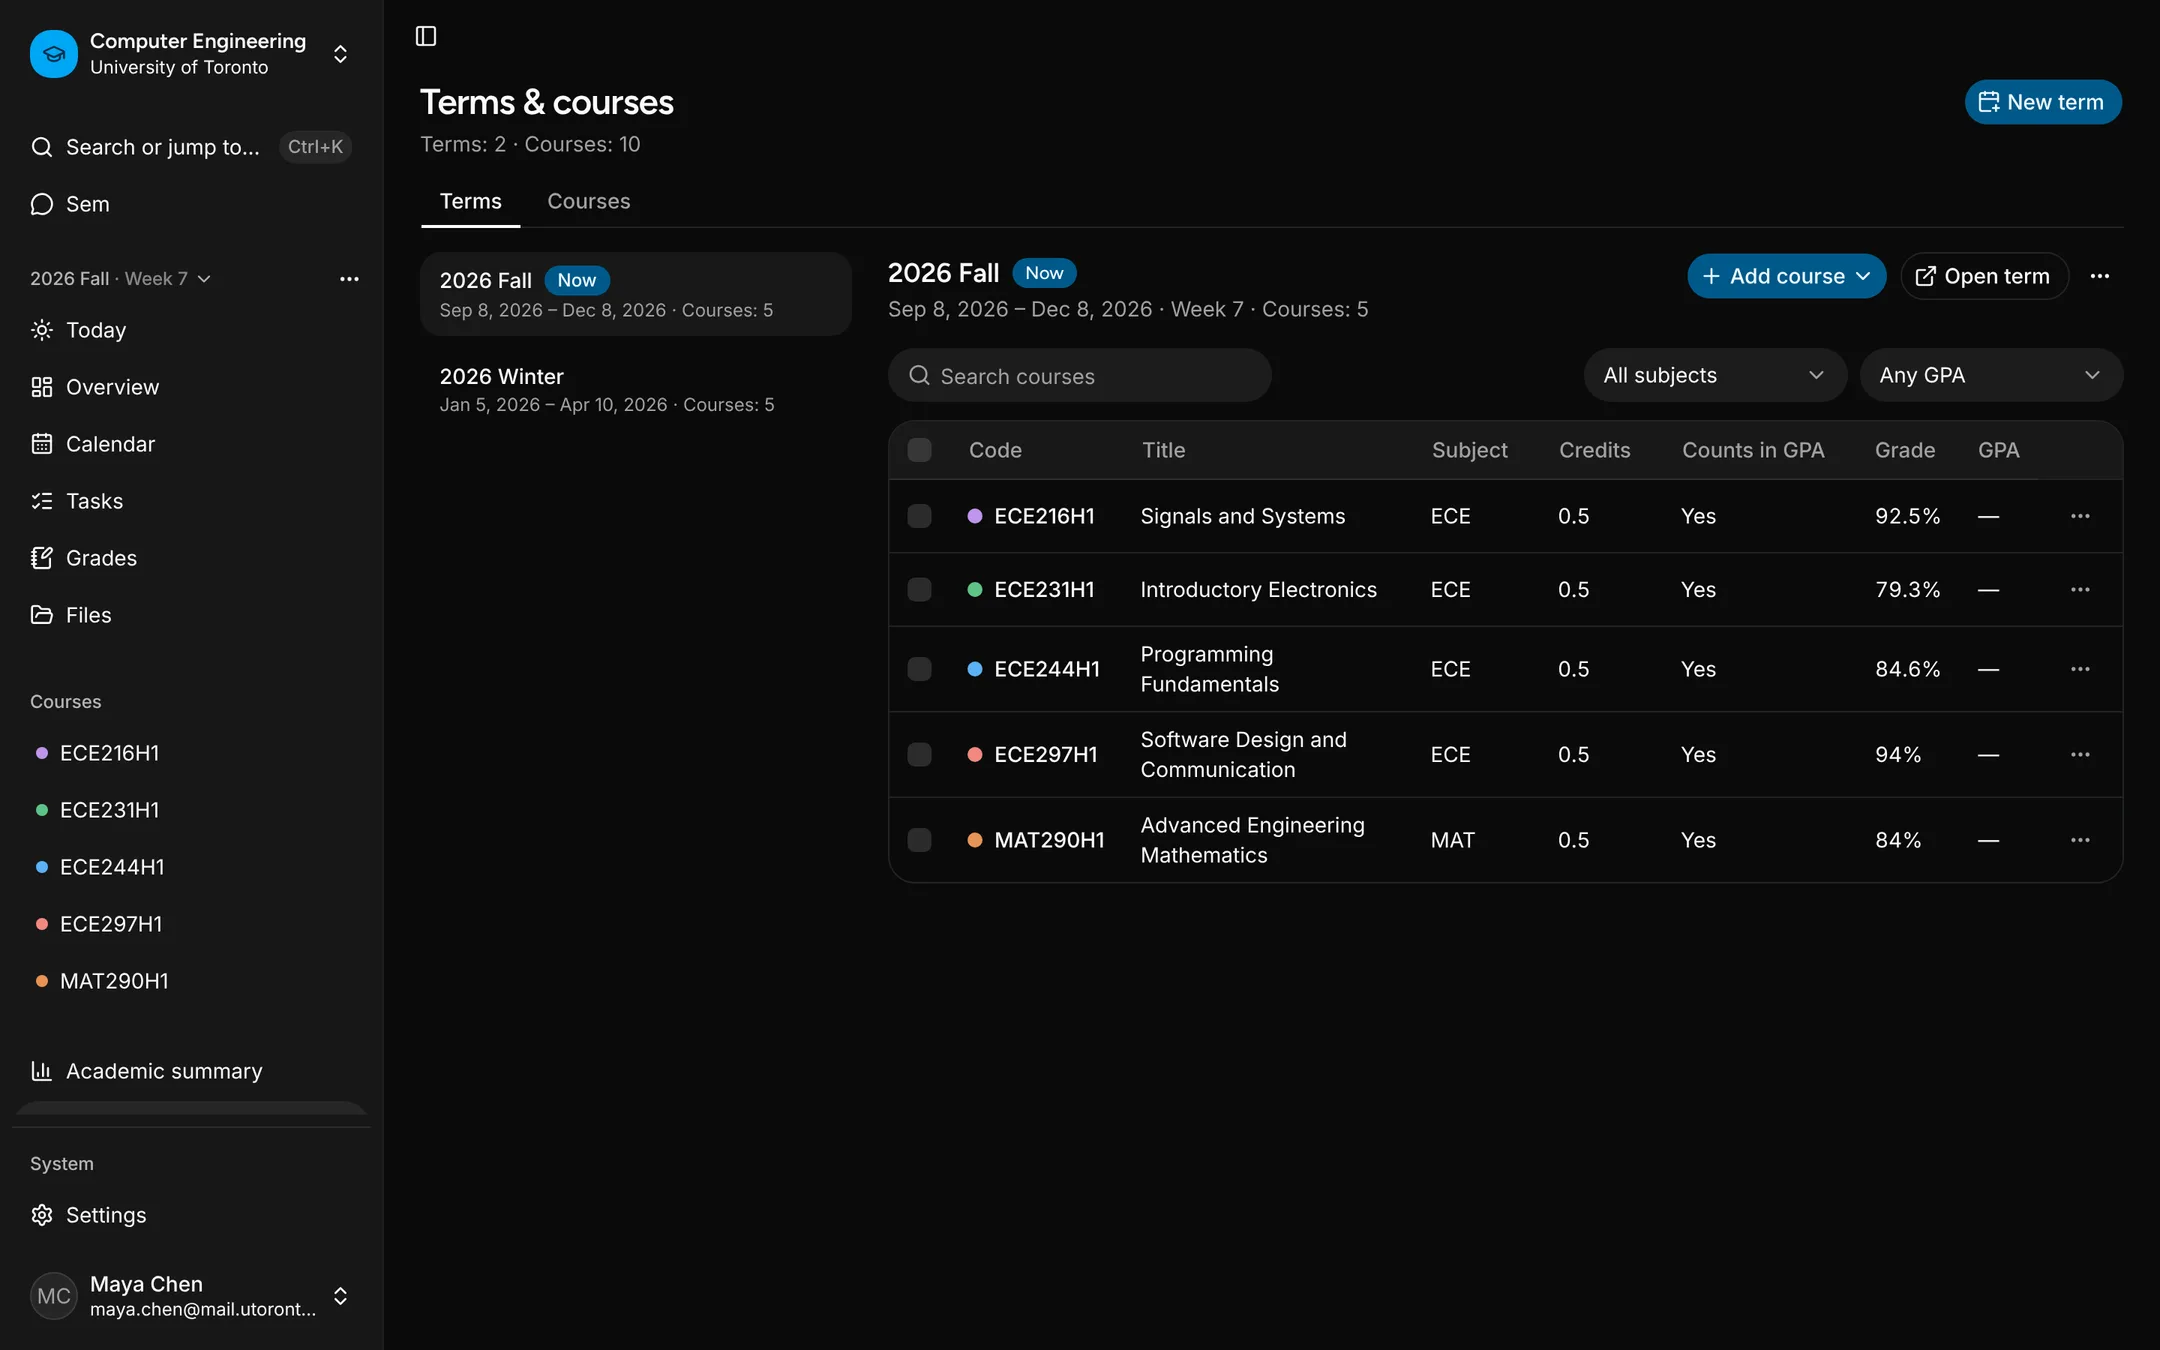 Computer Engineering
University of Toronto
Search or jump to... Ctrl+K
Sem
2026 Fall · Week 7
Today
Overview
Calendar
Tasks
Grades
Files
Courses
ECE216H1
ECE231H1
ECE244H1
ECE297H1
MAT290H1
Academic summary
System
Settings
MC
Maya Chen
maya.chen@mail.utoront...
Terms & courses
Terms: 2 · Courses: 10
New term
Terms Courses
2026 Fall Now
Sep 8, 2026 – Dec 8, 2026 · Courses: 5
2026 Winter
Jan 5, 2026 – Apr 10, 2026 · Courses: 5
2026 Fall Now
Sep 8, 2026 – Dec 8, 2026 · Week 7 · Courses: 5
Add course Open term
Search courses All subjects Any GPA
Code Title Subject Credits Counts in GPA Grade GPA
ECE216H1 Signals and Systems ECE 0.5 Yes 92.5% —
ECE231H1 Introductory Electronics ECE 0.5 Yes 79.3% —
ECE244H1 Programming Fundamentals ECE 0.5 Yes 84.6% —
ECE297H1 Software Design and Communication ECE 0.5 Yes 94% —
MAT290H1 Advanced Engineering Mathematics MAT 0.5 Yes 84% —